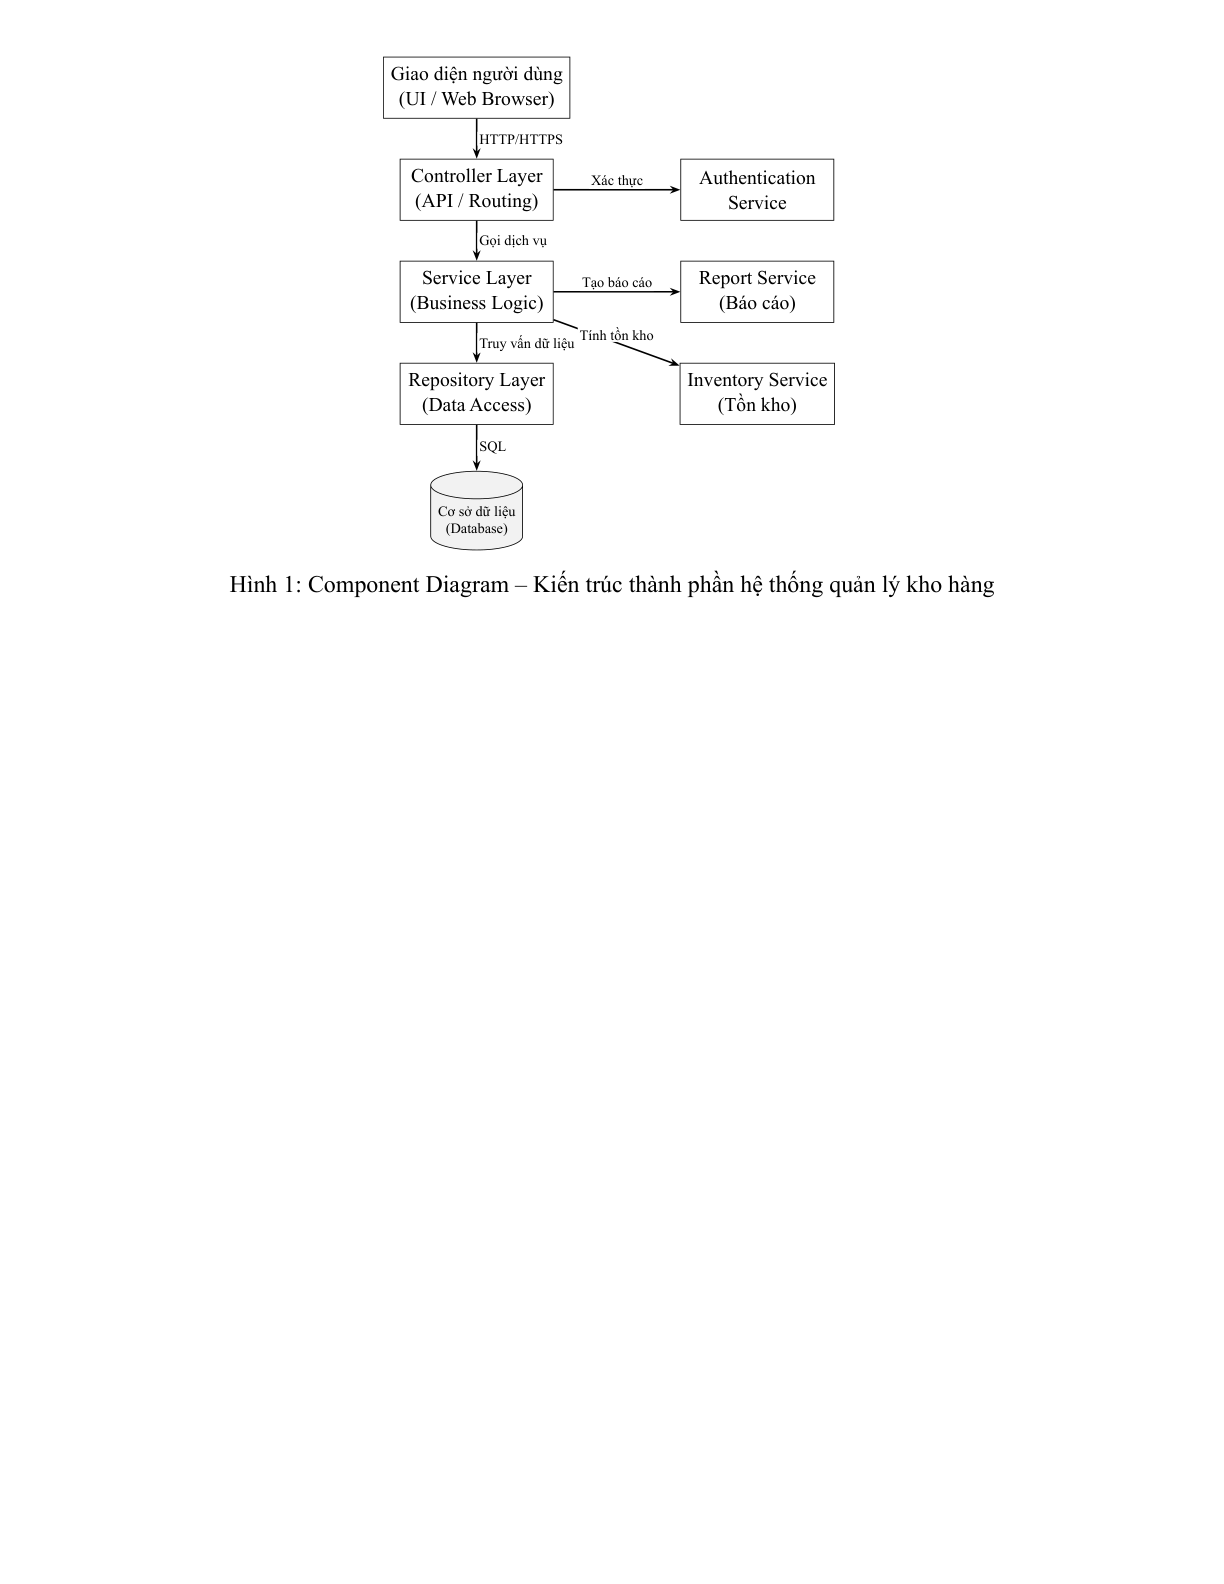 Giao diện người dùng
(UI / Web Browser)
HTTP/HTTPS
Controller Layer
(API / Routing)
Xác thực
Authentication
Service
Gọi dịch vụ
Service Layer
(Business Logic)
Tạo báo cáo
Report Service
(Báo cáo)
Tính tồn kho
Truy vấn dữ liệu
Repository Layer
(Data Access)
Inventory Service
(Tồn kho)
SQL
Cơ sở dữ liệu
(Database)
Hình 1: Component Diagram – Kiến trúc thành phần hệ thống quản lý kho hàng